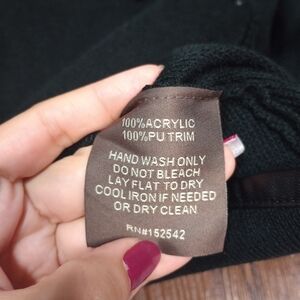 100% ACRYLIC
100% PU TRIM
HAND WASH ONLY
DO NOT BLEACH
LAY FLAT TO DRY
COOL IRON IF NEEDED
OR DRY CLEAN
RN#152542